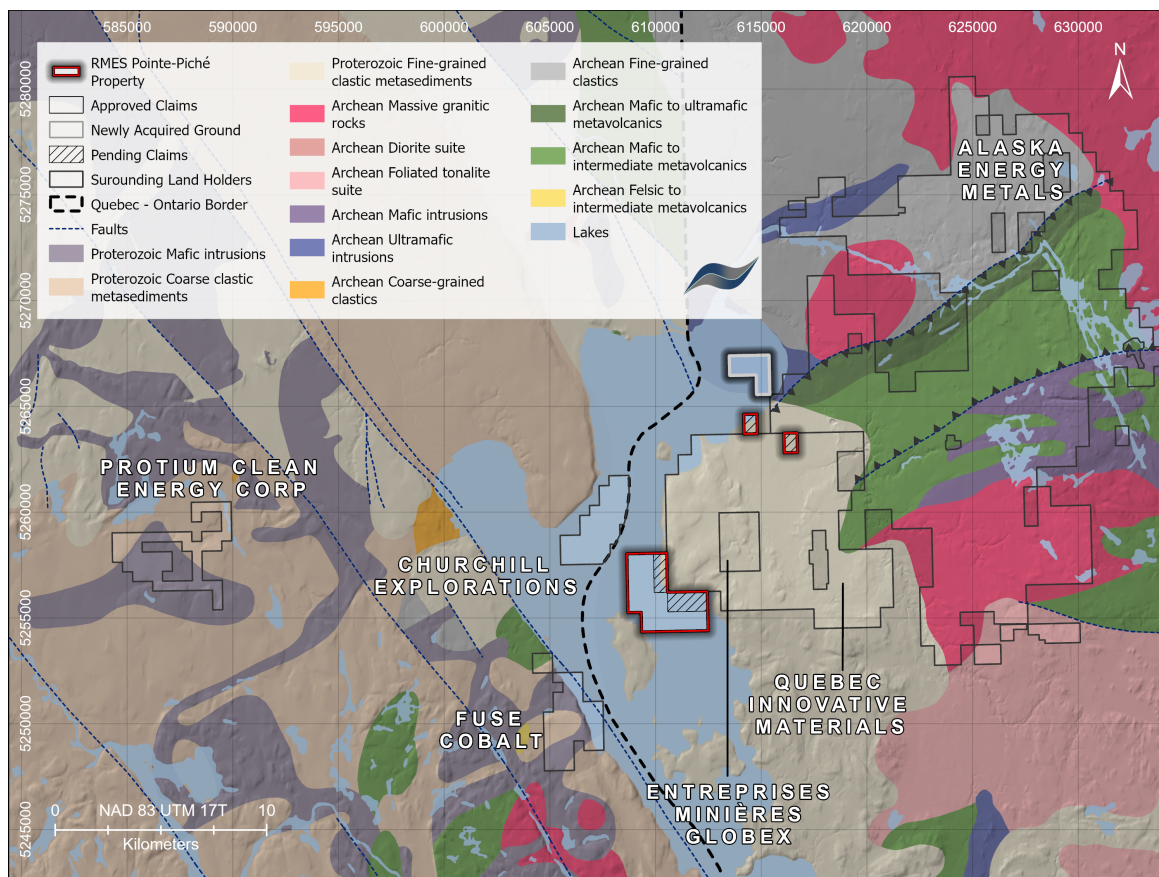 585000 590000 595000 600000 605000 610000 615000 620000 625000 630000
5280000
5275000
5270000
5265000
5260000
5255000
5250000
5245000
RMES Pointe-Piché
Property
Approved Claims
Newly Acquired Ground
Pending Claims
Surounding Land Holders
Quebec - Ontario Border
Faults
Proterozoic Mafic intrusions
Proterozoic Coarse clastic
metasediments
Proterozoic Fine-grained
clastic metasediments
Archean Massive granitic
rocks
Archean Diorite suite
Archean Foliated tonalite
suite
Archean Mafic intrusions
Archean Ultramafic
intrusions
Archean Coarse-grained
clastics
Archean Fine-grained
clastics
Archean Mafic to ultramafic
metavolcanics
Archean Mafic to
intermediate metavolcanics
Archean Felsic to
intermediate metavolcanics
Lakes
N
ALASKA
ENERGY
METALS
PROTIUM CLEAN
ENERGY CORP
CHURCHILL
EXPLORATIONS
FUSE
COBALT
QUEBEC
INNOVATIVE
MATERIALS
ENTREPRISES
MINIÈRES
GLOBEX
0 NAD 83 UTM 17T 10
Kilometers